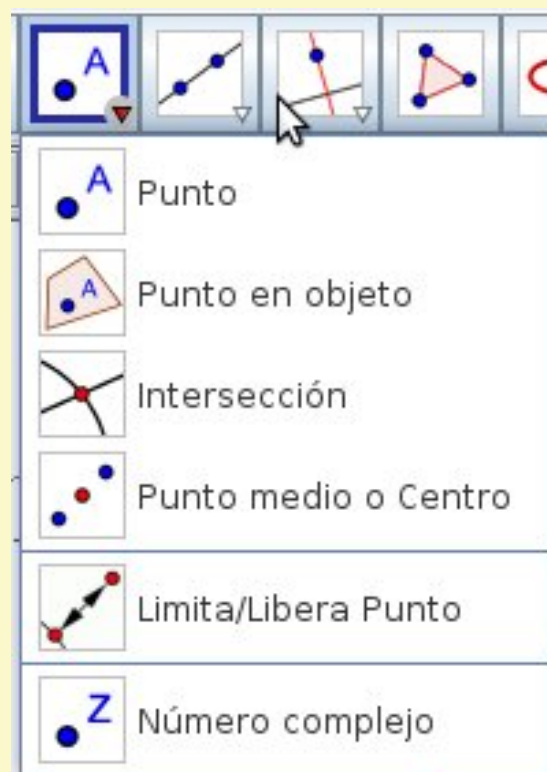 A
A
Punto
A
Punto en objeto
Intersección
Punto medio o Centro
Limita/Libera Punto
Z
Número complejo